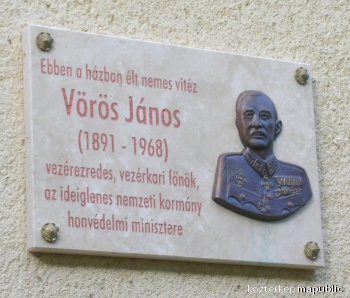 Ebben a házban élt nemes vitéz
Vörös János
(1891 - 1968)
vezérezredes, vezérkari főnök,
az ideiglenes nemzeti kormány
honvédelmi minisztere
kozterkep.mapublic